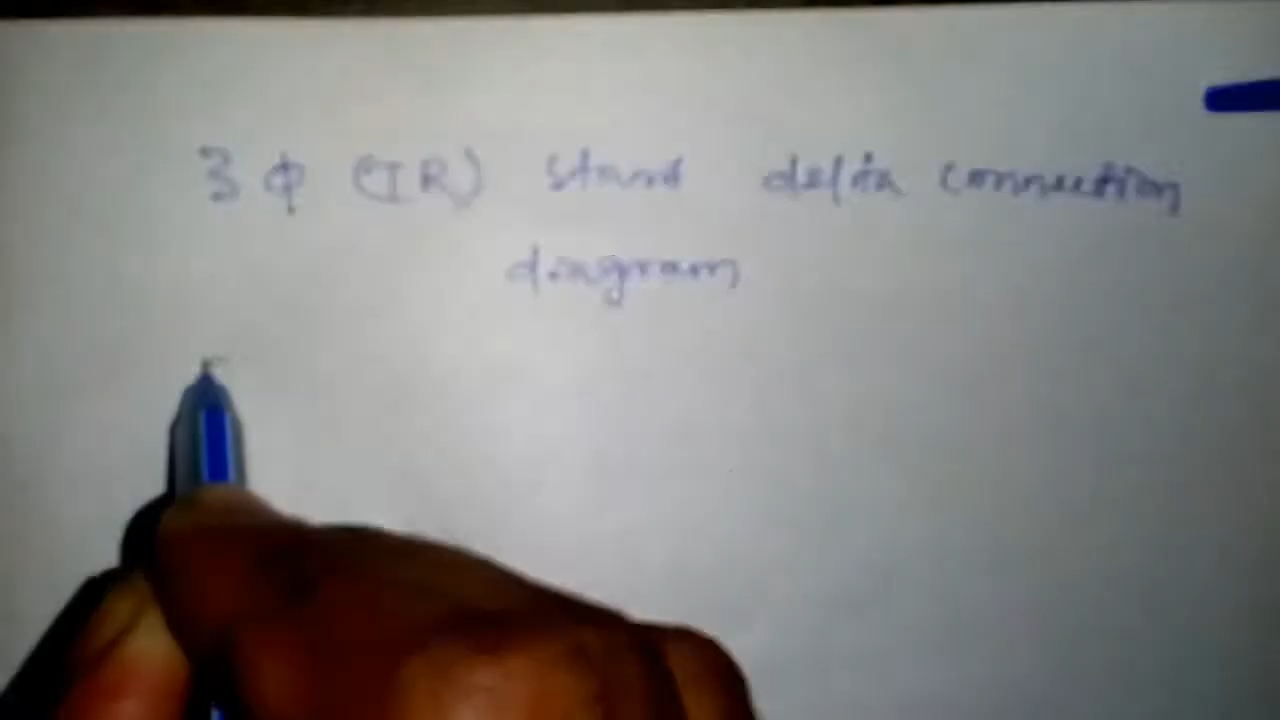 3 φ (IR) stard delta connection
diagram